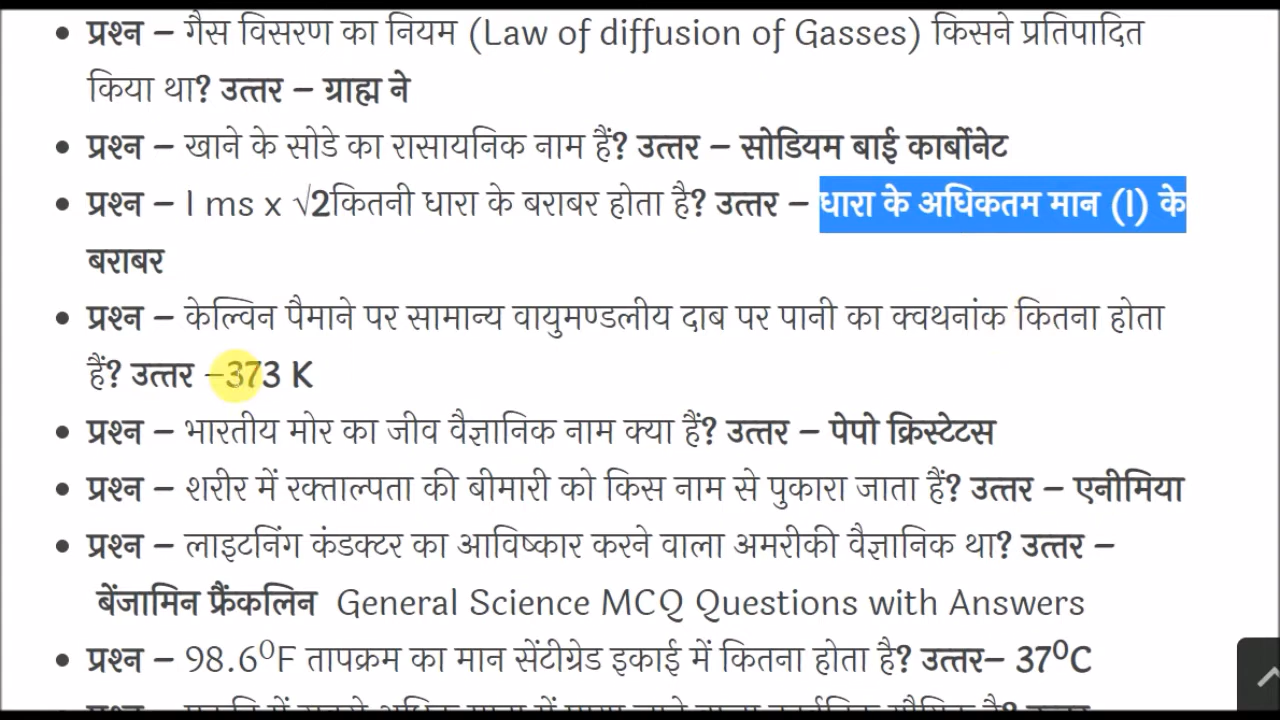 प्रश्न – गैस विसरण का नियम (Law of diffusion of Gasses) किसने प्रतिपादित
किया था? उत्तर – ग्राह्म ने
प्रश्न – खाने के सोडे का रासायनिक नाम हैं? उत्तर – सोडियम बाई कार्बोनेट
प्रश्न – I ms x √2कितनी धारा के बराबर होता है? उत्तर – धारा के अधिकतम मान (I) के
बराबर
प्रश्न – केल्विन पैमाने पर सामान्य वायुमण्डलीय दाब पर पानी का क्वथनांक कितना होता
हैं? उत्तर –373 K
प्रश्न – भारतीय मोर का जीव वैज्ञानिक नाम क्या हैं? उत्तर – पेपो क्रिस्टेटस
प्रश्न – शरीर में रक्ताल्पता की बीमारी को किस नाम से पुकारा जाता हैं? उत्तर – एनीमिया
प्रश्न – लाइटनिंग कंडक्टर का आविष्कार करने वाला अमरीकी वैज्ञानिक था? उत्तर –
बेंजामिन फ्रैंकलिन General Science MCQ Questions with Answers
प्रश्न – 98.6⁰F तापक्रम का मान सेंटीग्रेड इकाई में कितना होता है? उत्तर– 37⁰C